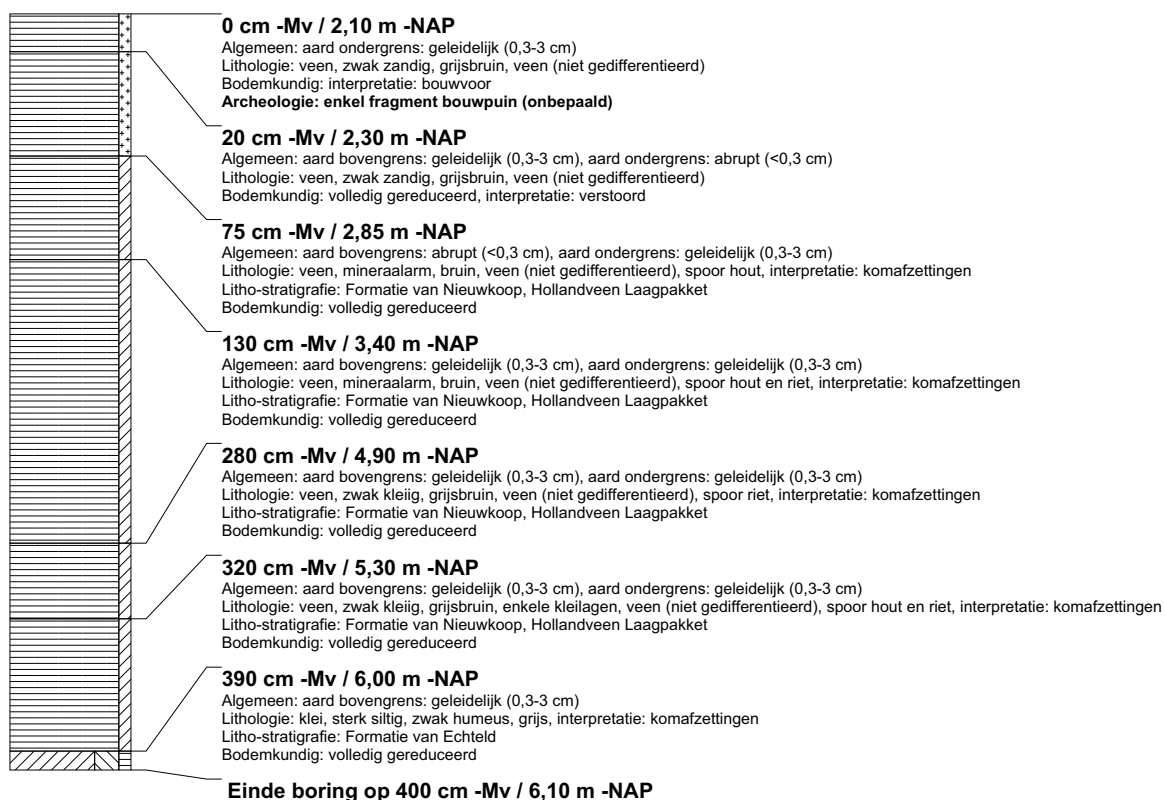 0 cm -Mv / 2,10 m -NAP
Algemeen: aard ondergrens: geleidelijk (0,3-3 cm)
Lithologie: veen, zwak zandig, grijsbruin, veen (niet gedifferentieerd)
Bodemkundig: interpretatie: bouwvoor
Archeologie: enkel fragment bouwpuin (onbepaald)
20 cm -Mv / 2,30 m -NAP
Algemeen: aard bovengrens: geleidelijk (0,3-3 cm), aard ondergrens: abrupt (<0,3 cm)
Lithologie: veen, zwak zandig, grijsbruin, veen (niet gedifferentieerd)
Bodemkundig: volledig gereduceerd, interpretatie: verstoord
75 cm -Mv / 2,85 m -NAP
Algemeen: aard bovengrens: abrupt (<0,3 cm), aard ondergrens: geleidelijk (0,3-3 cm)
Lithologie: veen, mineraalarm, bruin, veen (niet gedifferentieerd), spoor hout, interpretatie: komafzettingen
Litho-stratigrafie: Formatie van Nieuwkoop, Hollandveen Laagpakket
Bodemkundig: volledig gereduceerd
130 cm -Mv / 3,40 m -NAP
Algemeen: aard bovengrens: geleidelijk (0,3-3 cm), aard ondergrens: geleidelijk (0,3-3 cm)
Lithologie: veen, mineraalarm, bruin, veen (niet gedifferentieerd), spoor hout en riet, interpretatie: komafzettingen
Litho-stratigrafie: Formatie van Nieuwkoop, Hollandveen Laagpakket
Bodemkundig: volledig gereduceerd
280 cm -Mv / 4,90 m -NAP
Algemeen: aard bovengrens: geleidelijk (0,3-3 cm), aard ondergrens: geleidelijk (0,3-3 cm)
Lithologie: veen, zwak kleiig, grijsbruin, veen (niet gedifferentieerd), spoor riet, interpretatie: komafzettingen
Litho-stratigrafie: Formatie van Nieuwkoop, Hollandveen Laagpakket
Bodemkundig: volledig gereduceerd
320 cm -Mv / 5,30 m -NAP
Algemeen: aard bovengrens: geleidelijk (0,3-3 cm), aard ondergrens: geleidelijk (0,3-3 cm)
Lithologie: veen, zwak kleiig, grijsbruin, enkele kleilagen, veen (niet gedifferentieerd), spoor hout en riet, interpretatie: komafzettingen
Litho-stratigrafie: Formatie van Nieuwkoop, Hollandveen Laagpakket
Bodemkundig: volledig gereduceerd
390 cm -Mv / 6,00 m -NAP
Algemeen: aard bovengrens: geleidelijk (0,3-3 cm)
Lithologie: klei, sterk siltig, zwak humeus, grijs, interpretatie: komafzettingen
Litho-stratigrafie: Formatie van Echteld
Bodemkundig: volledig gereduceerd
Einde boring op 400 cm -Mv / 6,10 m -NAP